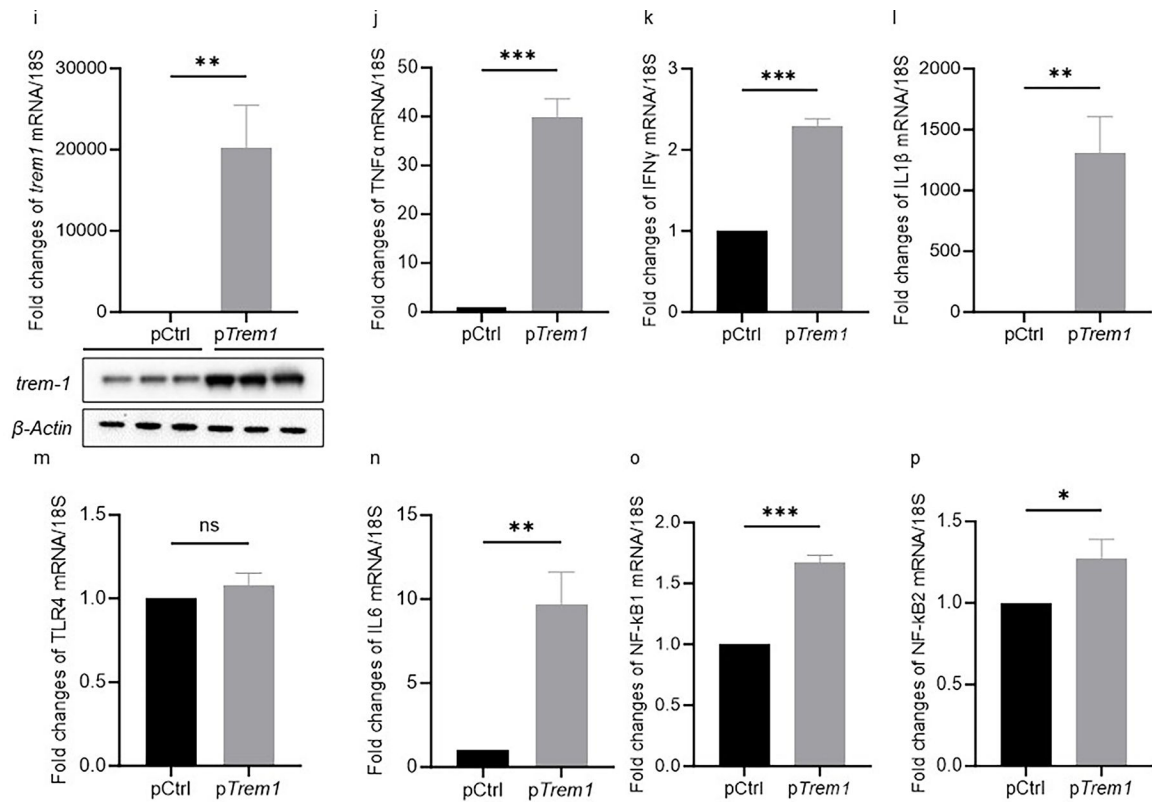 i
Fold changes of trem1 mRNA/18S
30000
20000
10000
0
**
pCtrl
pTrem1
trem-1
β-Actin
j
Fold changes of TNFα mRNA/18S
50
40
30
20
10
0
***
pCtrl
pTrem1
k
Fold changes of IFNγ mRNA/18S
3
2
1
0
***
pCtrl
pTrem1
l
Fold changes of IL1β mRNA/18S
2000
1500
1000
500
0
**
pCtrl
pTrem1
m
Fold changes of TLR4 mRNA/18S
1.5
1.0
0.5
0.0
ns
pCtrl
pTrem1
n
Fold changes of IL6 mRNA/18S
15
10
5
0
**
pCtrl
pTrem1
o
Fold changes of NF-kB1 mRNA/18S
2.0
1.5
1.0
0.5
0.0
***
pCtrl
pTrem1
p
Fold changes of NF-kB2 mRNA/18S
1.5
1.0
0.5
0.0
*
pCtrl
pTrem1